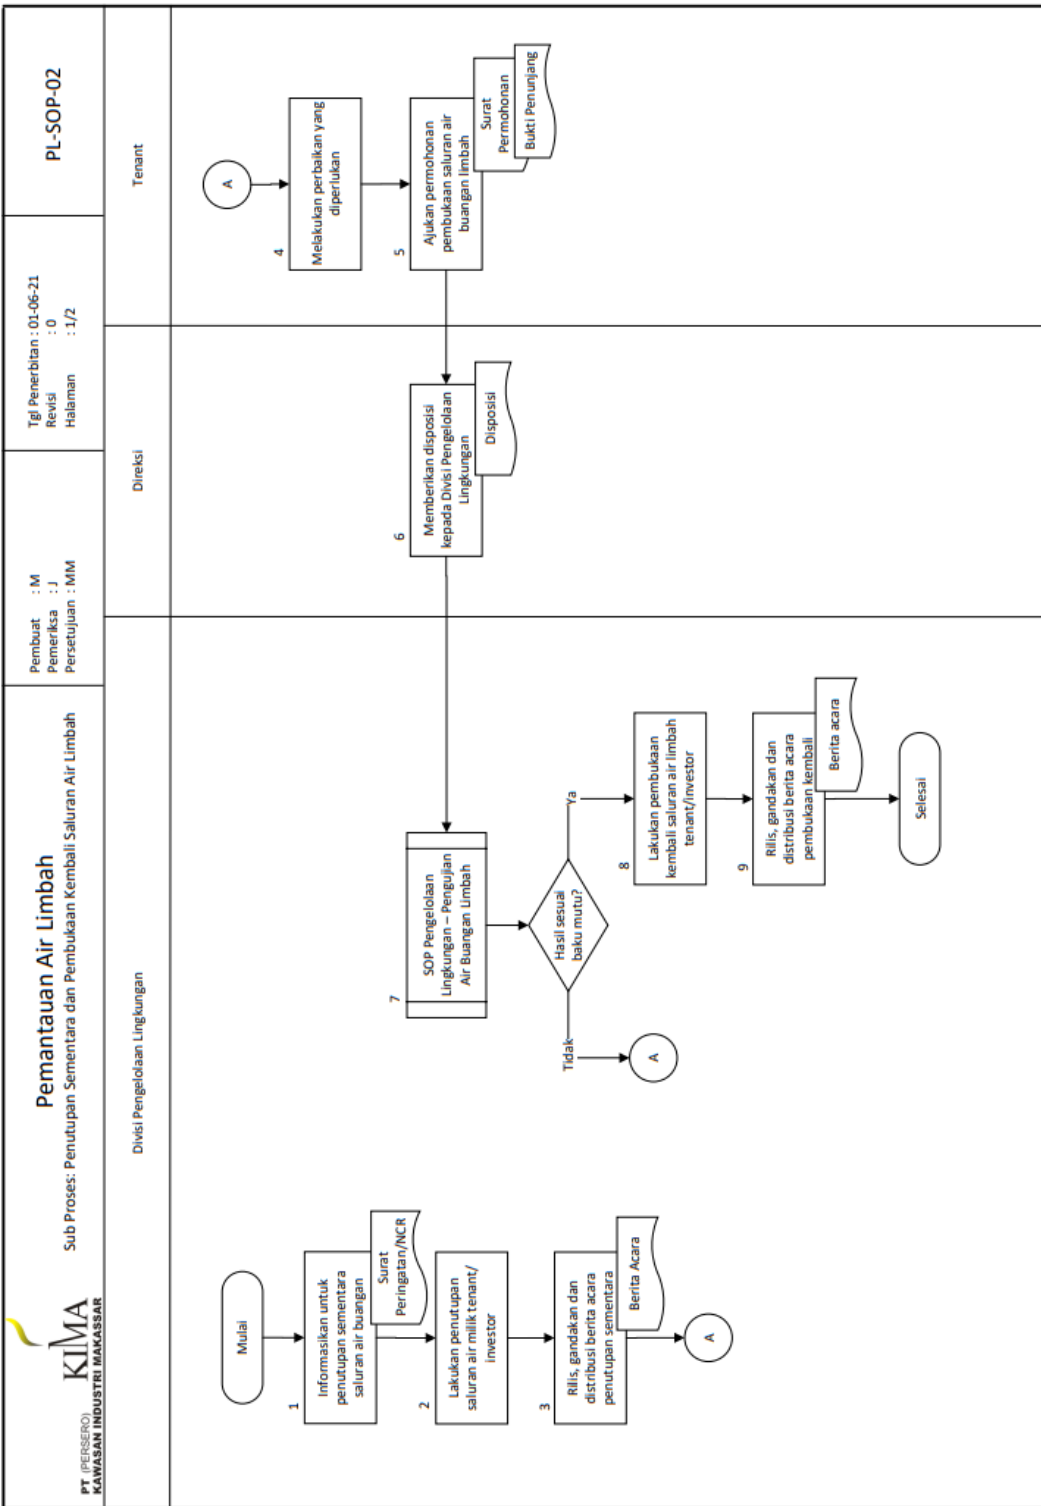 PT (PERSERO)
KIMA
KAWASAN INDUSTRI MAKASSAR
Pemantauan Air Limbah
Sub Proses: Penutupan Sementara dan Pembukaan Kembali Saluran Air Limbah
Pembuat : M
Pemeriksa : J
Persetujuan : MM
Tgl Penerbitan : 01-06-21
Revisi : 0
Halaman : 1/2
PL-SOP-02
Divisi Pengelolaan Lingkungan
Direksi
Tenant
Mulai
1
Informasikan untuk
penutupan sementara
saluran air buangan
Surat
Peringatan/NCR
2
Lakukan penutupan
saluran air milik tenant/
investor
3
Rilis, gandakan dan
distribusi berita acara
penutupan sementara
Berita Acara
A
A
4
Melakukan perbaikan yang
diperlukan
5
Ajukan permohonan
pembukaan saluran air
buangan limbah
Surat
Permohonan
Bukti Penunjang
6
Memberikan disposisi
kepada Divisi Pengelolaan
Lingkungan
Disposisi
7
SOP Pengelolaan
Lingkungan – Pengujian
Air Buangan Limbah
Hasil sesuai
baku mutu?
Tidak
A
Ya
8
Lakukan pembukaan
kembali saluran air limbah
tenant/investor
9
Rilis, gandakan dan
distribusi berita acara
pembukaan kembali
Berita acara
Selesai